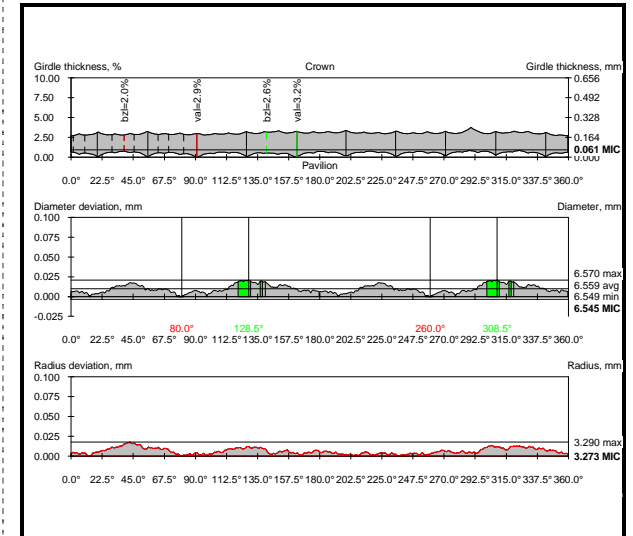 Girdle thickness, % Crown Girdle thickness, mm
10.00 bzl=2.0% val=2.9% bzl=2.6% val=3.2% 0.656
7.50 0.492
5.00 0.328
2.50 0.164
0.061 MIC
0.00 0.000
Pavilion
0.0° 22.5° 45.0° 67.5° 90.0° 112.5° 135.0° 157.5° 180.0° 202.5° 225.0° 247.5° 270.0° 292.5° 315.0° 337.5° 360.0°
Diameter deviation, mm Diameter, mm
0.100
0.075
0.050
0.025 6.570 max
6.559 avg
0.000 6.549 min
6.545 MIC
-0.025
80.0° 128.5° 260.0° 308.5°
0.0° 22.5° 45.0° 67.5° 90.0° 112.5° 135.0° 157.5° 180.0° 202.5° 225.0° 247.5° 270.0° 292.5° 315.0° 337.5° 360.0°
Radius deviation, mm Radius, mm
0.100
0.075
0.050
0.025 3.290 max
0.000 3.273 MIC
0.0° 22.5° 45.0° 67.5° 90.0° 112.5° 135.0° 157.5° 180.0° 202.5° 225.0° 247.5° 270.0° 292.5° 315.0° 337.5° 360.0°